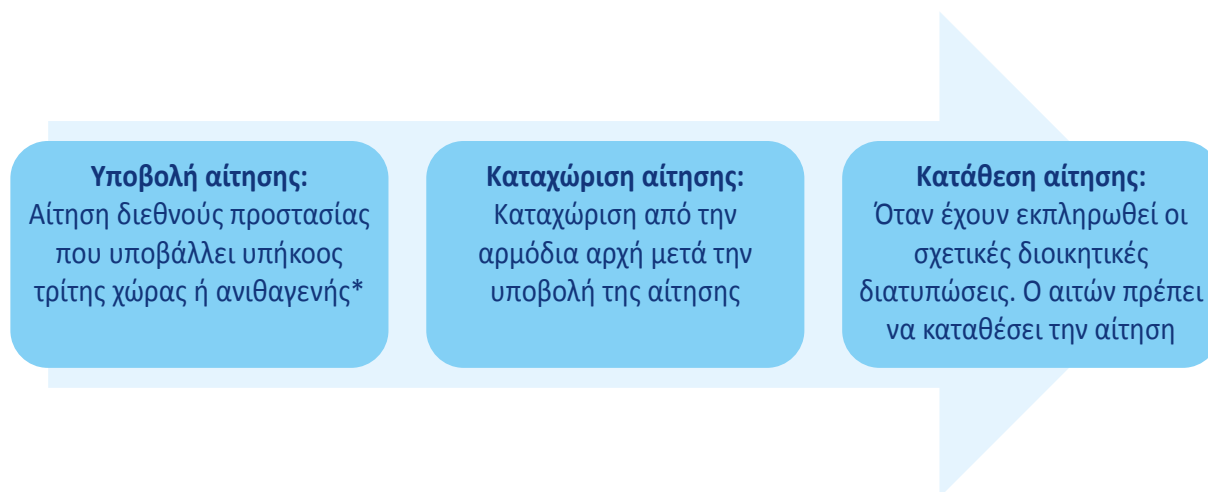 Υποβολή αίτησης:
Αίτηση διεθνούς προστασίας
που υποβάλλει υπήκοος
τρίτης χώρας ή ανιθαγενής*
Καταχώριση αίτησης:
Καταχώριση από την
αρμόδια αρχή μετά την
υποβολή της αίτησης
Κατάθεση αίτησης:
Όταν έχουν εκπληρωθεί οι
σχετικές διοικητικές
διατυπώσεις. Ο αιτών πρέπει
να καταθέσει την αίτηση